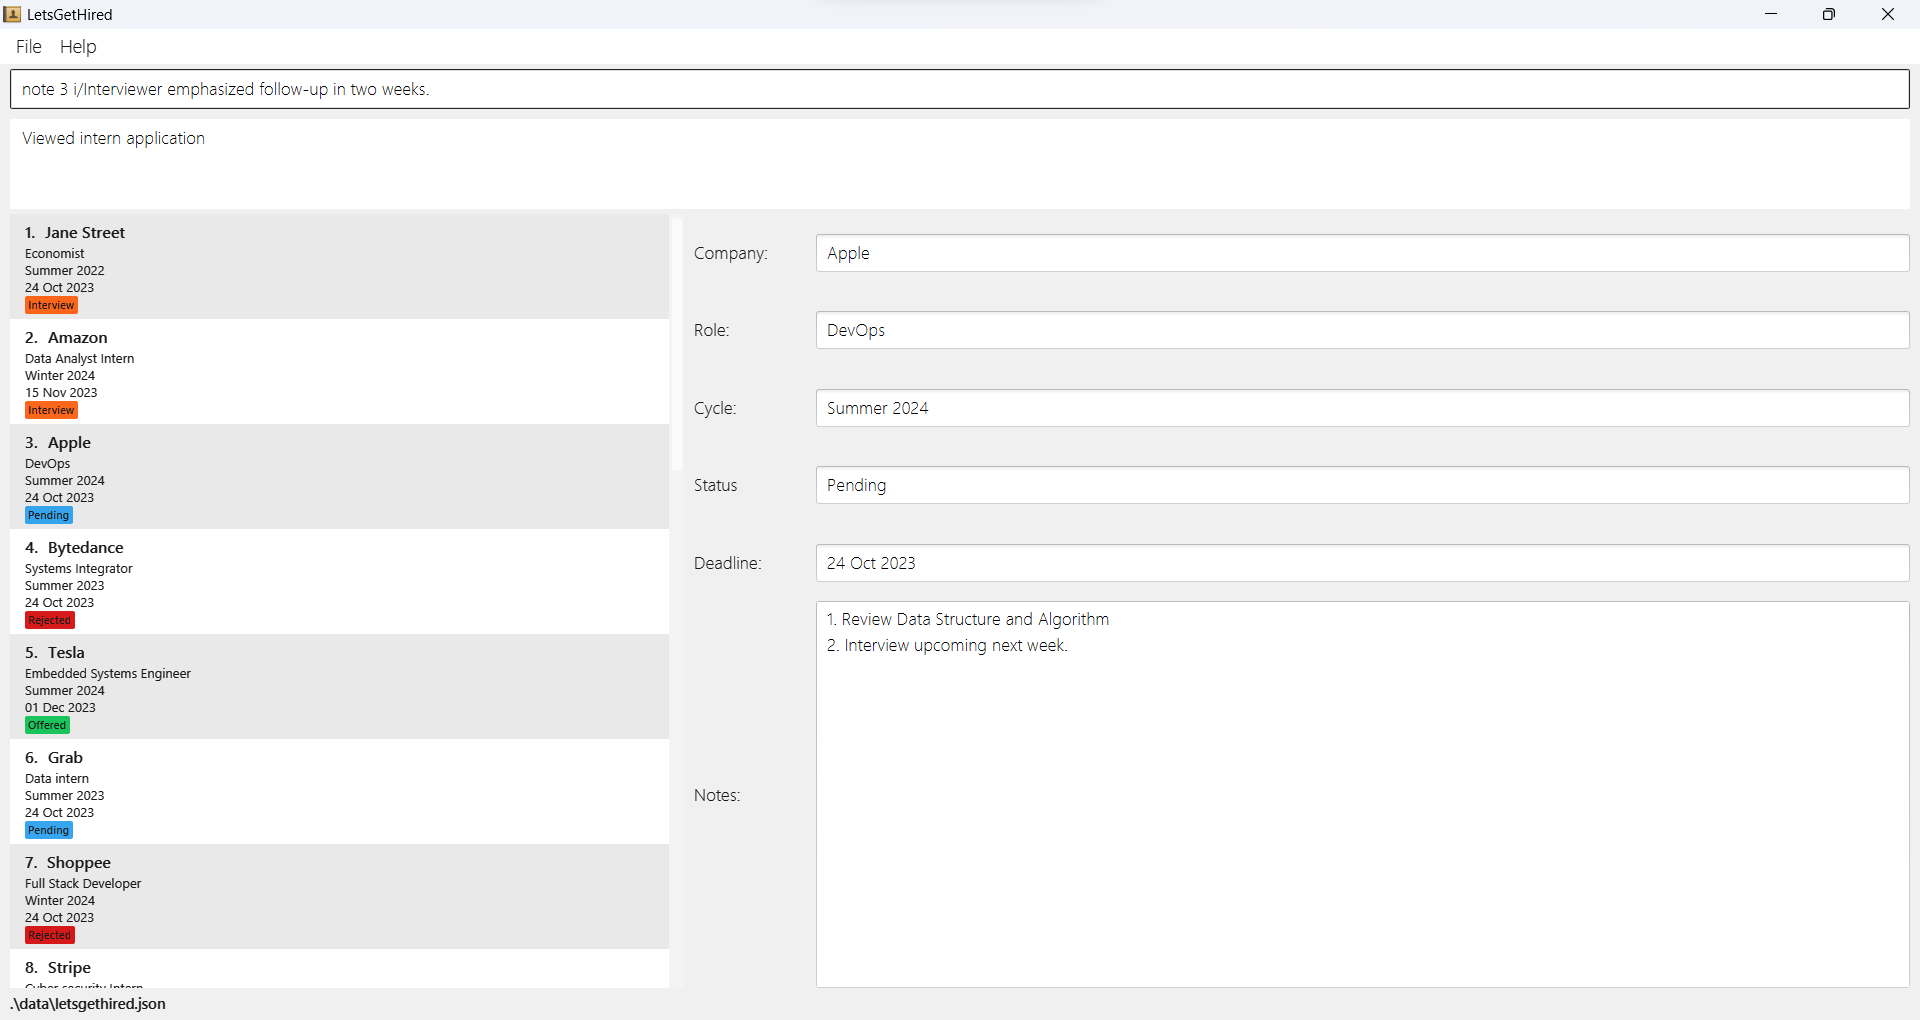 LetsGetHired
File Help
note 3 i/Interviewer emphasized follow-up in two weeks.
Viewed intern application
1. Jane Street
Economist
Summer 2022
24 Oct 2023
Interview
2. Amazon
Data Analyst Intern
Winter 2024
15 Nov 2023
Interview
3. Apple
DevOps
Summer 2024
24 Oct 2023
Pending
4. Bytedance
Systems Integrator
Summer 2023
24 Oct 2023
Rejected
5. Tesla
Embedded Systems Engineer
Summer 2024
01 Dec 2023
Offered
6. Grab
Data intern
Summer 2023
24 Oct 2023
Pending
7. Shoppee
Full Stack Developer
Winter 2024
24 Oct 2023
Rejected
8. Stripe
Cyber security Intern
Company: Apple
Role: DevOps
Cycle: Summer 2024
Status Pending
Deadline: 24 Oct 2023
Notes:
1. Review Data Structure and Algorithm
2. Interview upcoming next week.
.\data\letsgethired.json